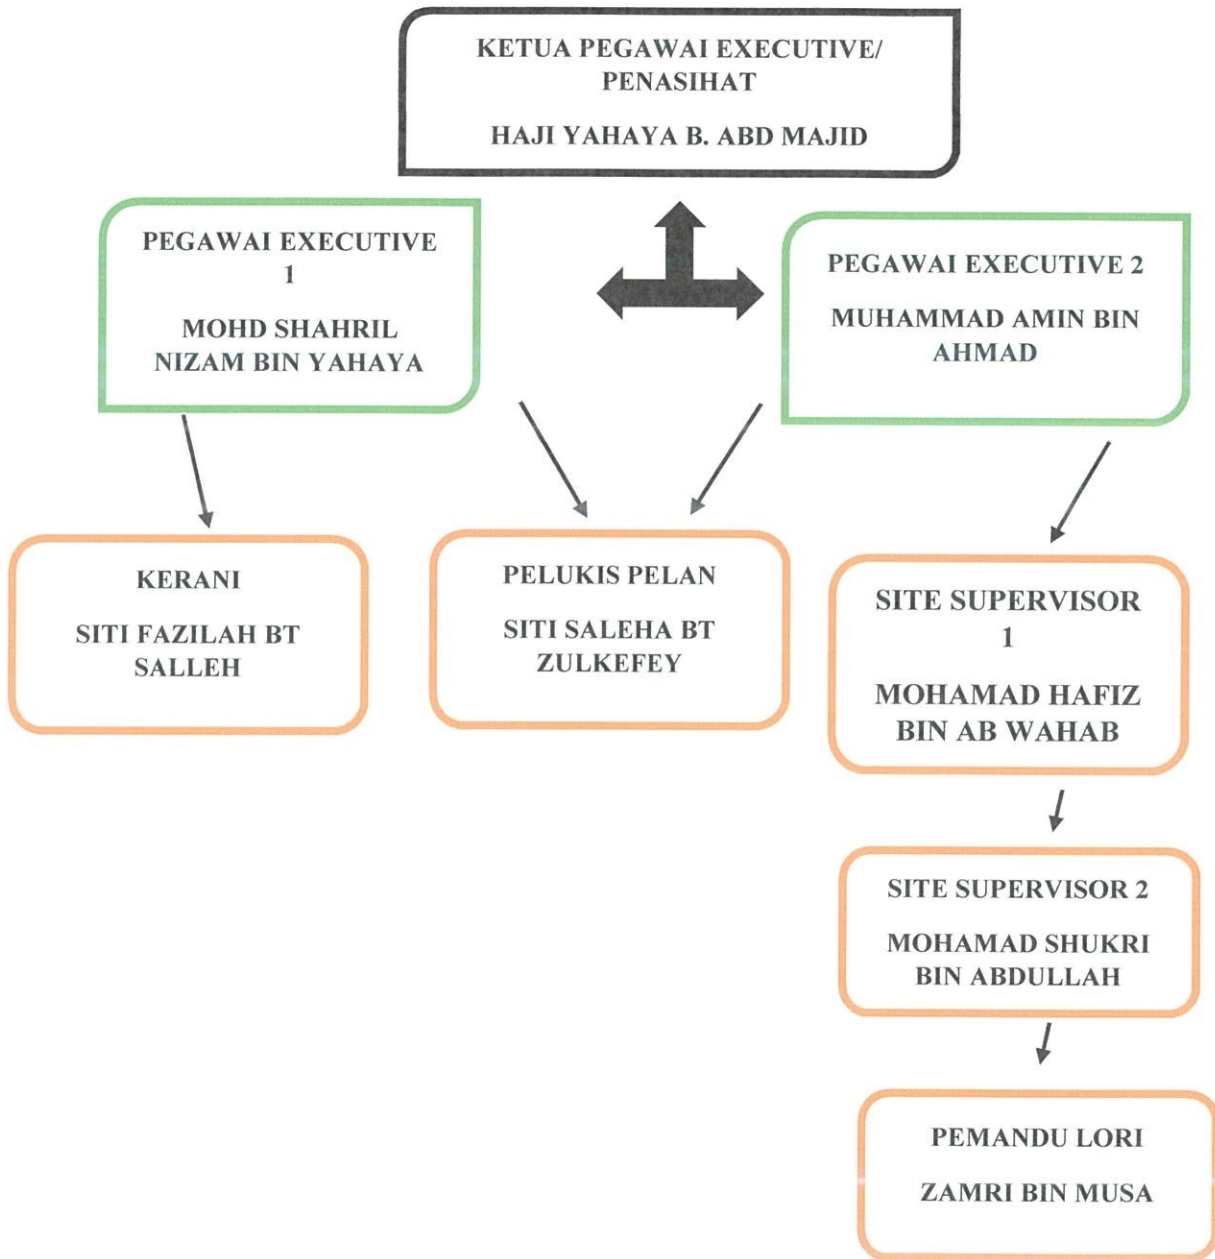 KETUA PEGAWAI EXECUTIVE/
PENASIHAT
HAJI YAHAYA B. ABD MAJID
PEGAWAI EXECUTIVE
1
MOHD SHAHRIL
NIZAM BIN YAHAYA
PEGAWAI EXECUTIVE 2
MUHAMMAD AMIN BIN
AHMAD
KERANI
SITI FAZILAH BT
SALLEH
PELUKIS PELAN
SITI SALEHA BT
ZULKEFEY
SITE SUPERVISOR
1
MOHAMAD HAFIZ
BIN AB WAHAB
SITE SUPERVISOR 2
MOHAMAD SHUKRI
BIN ABDULLAH
PEMANDU LORI
ZAMRI BIN MUSA